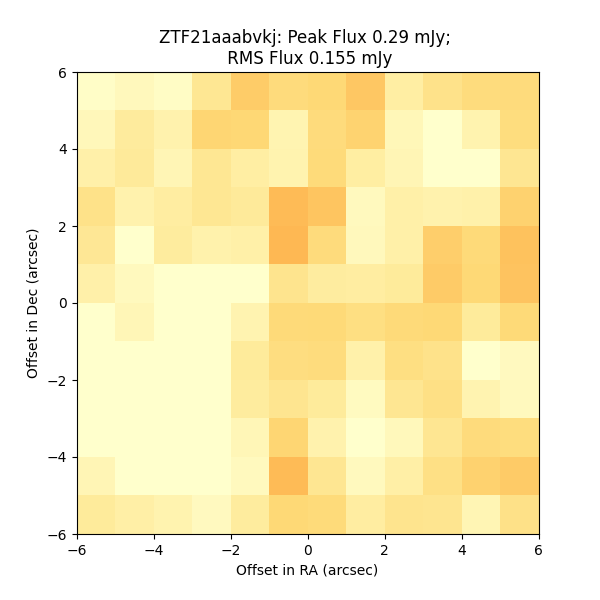 ZTF21aaabvkj: Peak Flux 0.29 mJy;
RMS Flux 0.155 mJy
6
4
2
0
−2
−4
−6
Offset in Dec (arcsec)
−6 −4 −2 0 2 4 6
Offset in RA (arcsec)